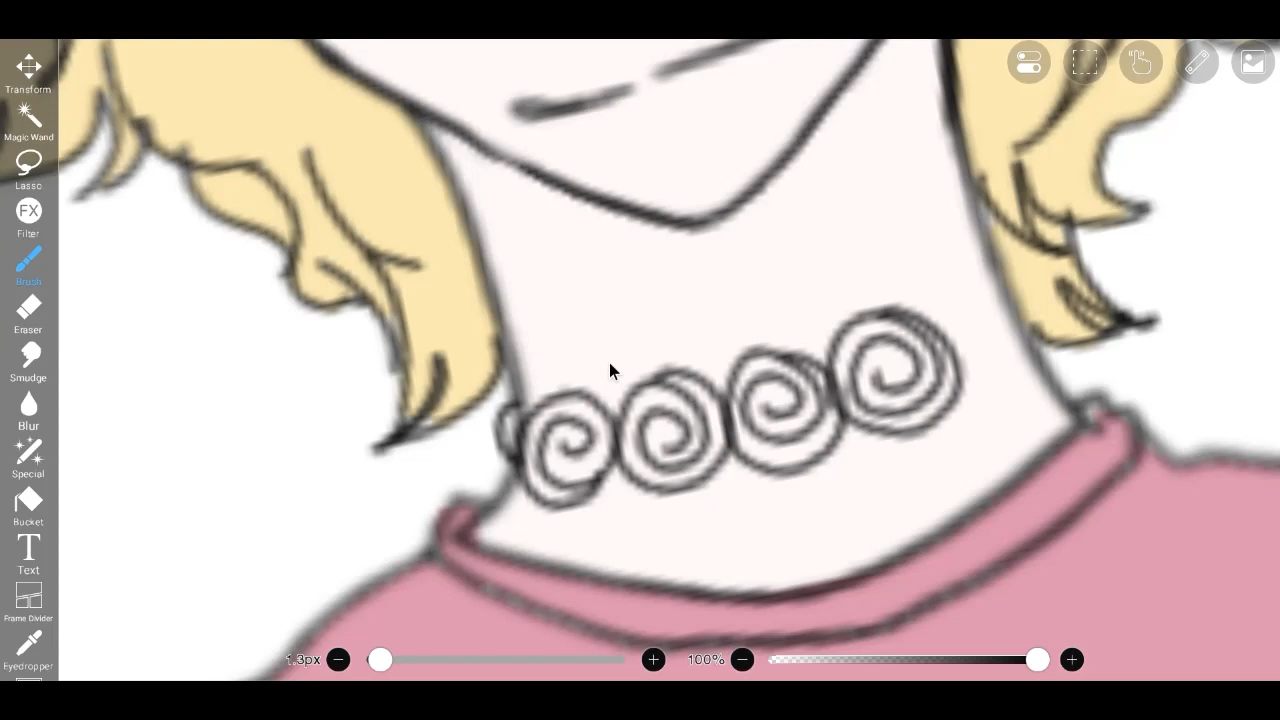 Transform
Magic Wand
Lasso
FX
Filter
Brush
Eraser
Smudge
Blur
Special
Bucket
T
Text
Frame Divider
Eyedropper
1.3px
100%